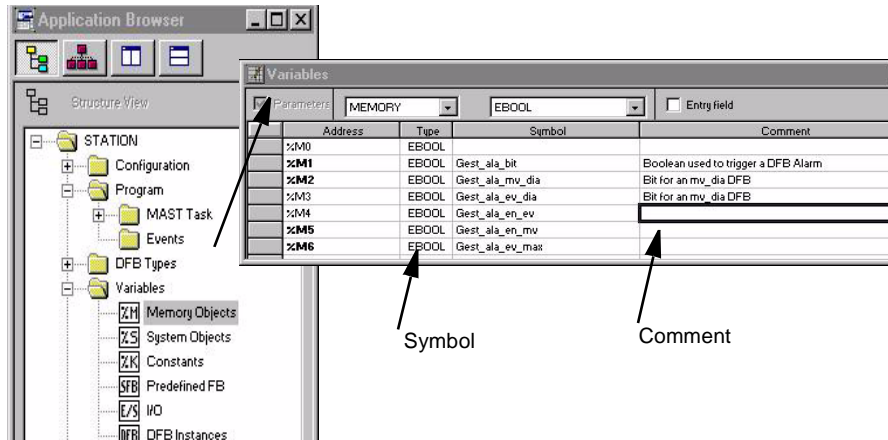 Application Browser
Structure View
STATION
Configuration
Program
MAST Task
Events
DFB Types
Variables
%M Memory Objects
%S System Objects
%K Constants
SFB Predefined FB
E/S I/O
DFB DFB Instances
Variables
Parameters MEMORY EBOOL Entry field
Address Type Symbol Comment
%M0 EBOOL
%M1 EBOOL Gest_ala_bit Boolean used to trigger a DFB Alarm
%M2 EBOOL Gest_ala_mv_dia Bit for an mv_dia DFB
%M3 EBOOL Gest_ala_ev_dia Bit for an mv_dia DFB
%M4 EBOOL Gest_ala_en_ev
%M5 EBOOL Gest_ala_en_mv
%M6 EBOOL Gest_ala_ev_max
Symbol
Comment